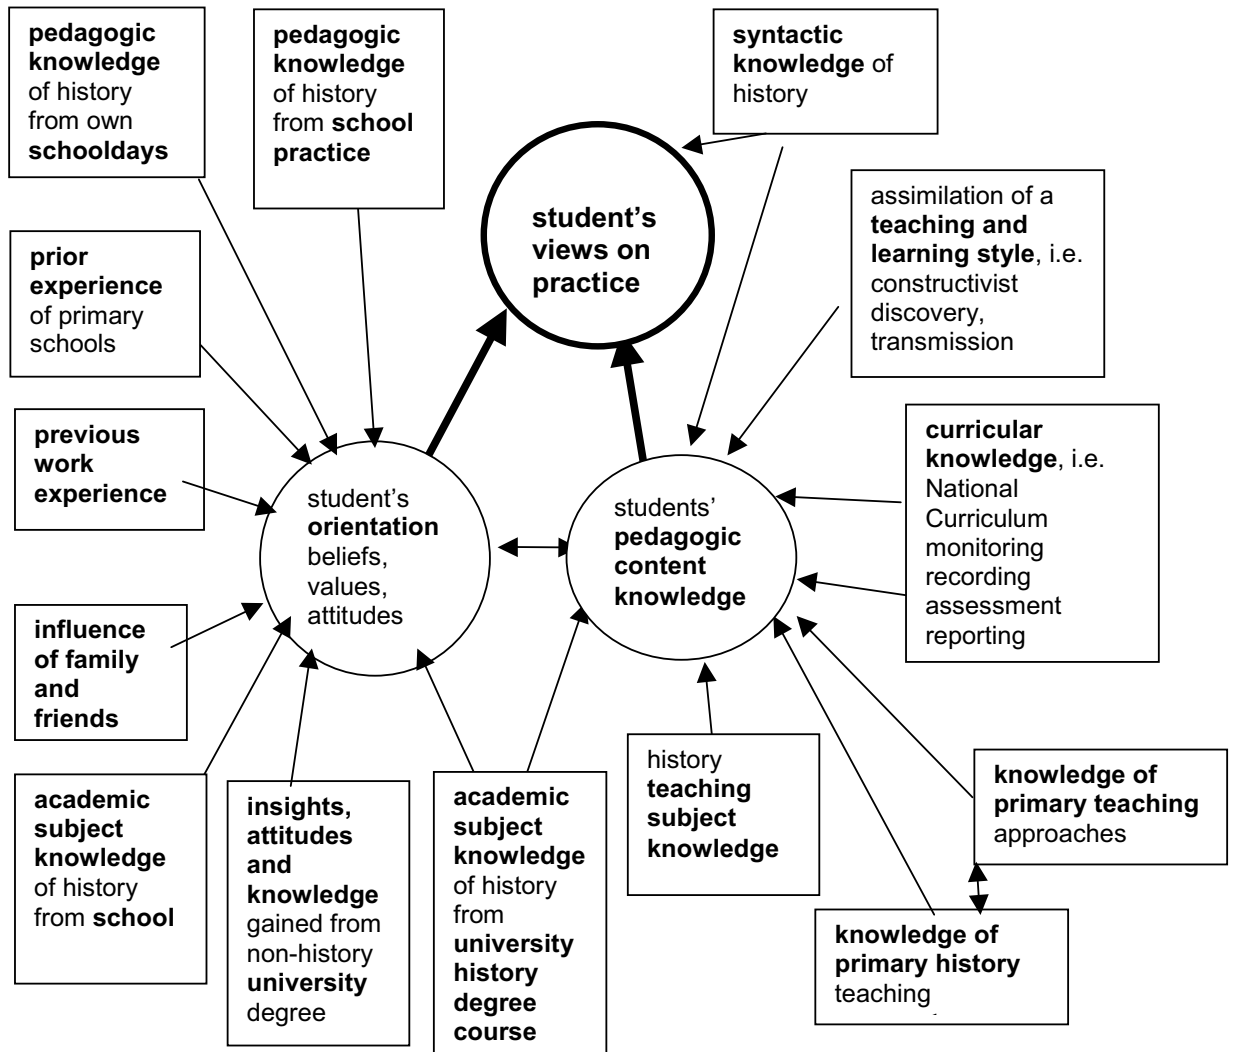 pedagogic
knowledge
of history
from own
schooldays
pedagogic
knowledge
of history
from school
practice
syntactic
knowledge of
history
student's
views on
practice
assimilation of a
teaching and
learning style, i.e.
constructivist
discovery,
transmission
prior
experience
of primary
schools
previous
work
experience
student's
orientation
beliefs,
values,
attitudes
students'
pedagogic
content
knowledge
curricular
knowledge, i.e.
National
Curriculum
monitoring
recording
assessment
reporting
influence
of family
and
friends
academic
subject
knowledge
of history
from school
insights,
attitudes
and
knowledge
gained from
non-history
university
degree
academic
subject
knowledge
of history
from
university
history
degree
course
history
teaching
subject
knowledge
knowledge of
primary teaching
approaches
knowledge of
primary history
teaching